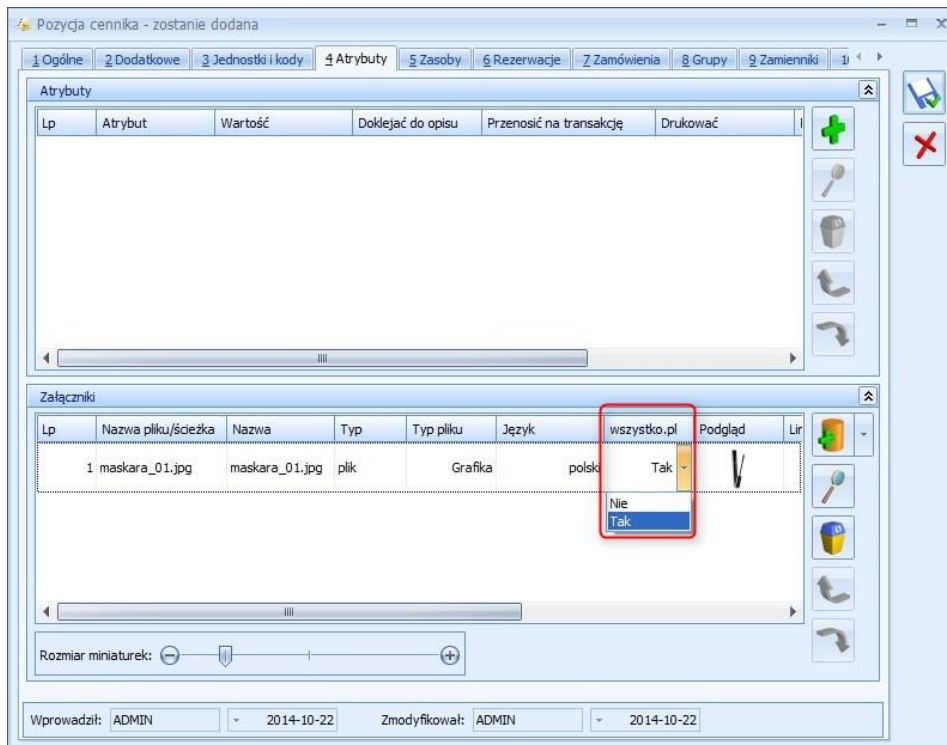 Pozycja cennika - zostanie dodana
1 Ogólne 2 Dodatkowe 3 Jednostki i kody 4 Atrybuty 5 Zasoby 6 Rezerwacje 7 Zamówienia 8 Grupy 9 Zamienniki
Atrybuty
Lp Atrybut Wartość Doklejać do opisu Przenosić na transakcję Drukować
Załączniki
Lp Nazwa pliku/ścieżka Nazwa Typ Typ pliku Język wszystko.pl Podgląd
1 maskara_01.jpg maskara_01.jpg plik Grafika polski Tak
Nie
Tak
Rozmiar miniaturek:
Wprowadził: ADMIN 2014-10-22 Zmodyfikował: ADMIN 2014-10-22